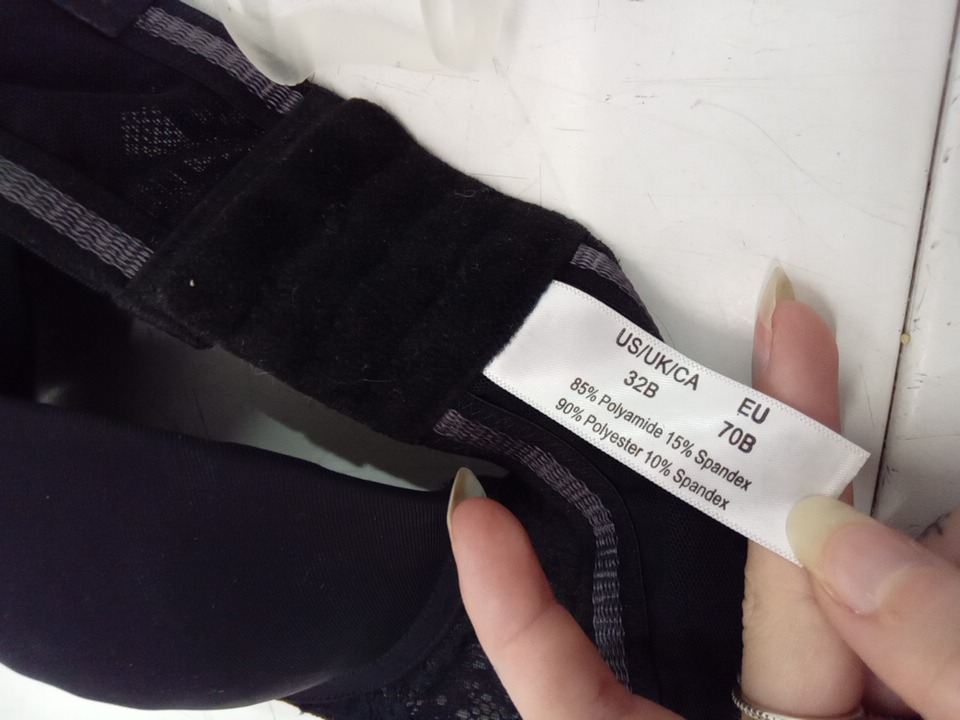 US/UK/CA EU
32B 70B
85% Polyamide 15% Spandex
90% Polyester 10% Spandex